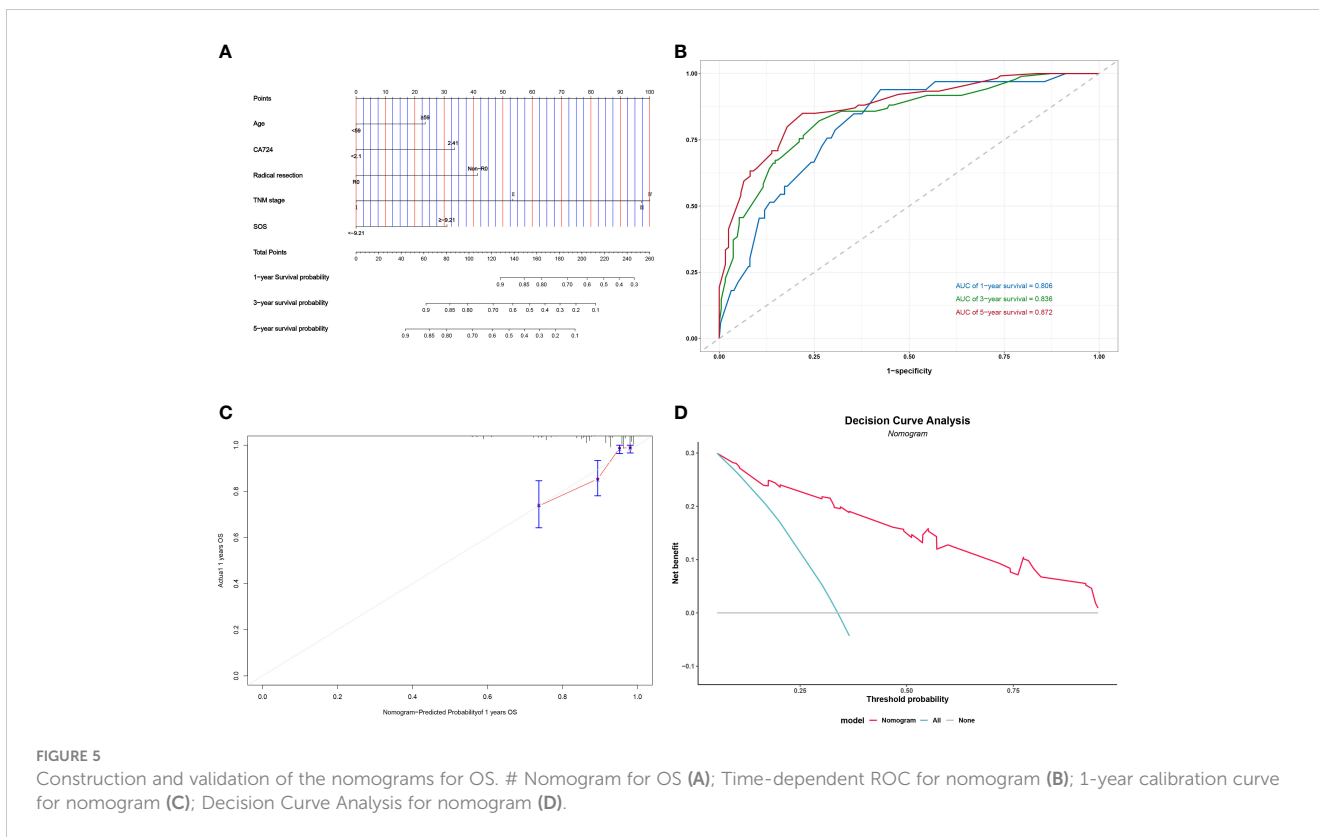 A
Points
0 10 20 30 40 50 60 70 80 90 100
Age
<59 ≥59
CA724
<2.1 2.41
Radical resection
R0 Non−R0
TNM stage
I II III IV
SOS
<−9.21 ≥−9.21
Total Points
0 20 40 60 80 100 120 140 160 180 200 220 240 260
1−year Survival probability
0.9 0.85 0.80 0.70 0.60 0.5 0.4 0.3
3−year survival probability
0.9 0.85 0.80 0.70 0.60 0.5 0.4 0.3 0.2 0.1
5−year survival probability
0.9 0.85 0.80 0.70 0.60 0.5 0.4 0.3 0.2 0.1
B
1.00
0.75
0.50
0.25
0.00
AUC of 1−year survival = 0.806
AUC of 3−year survival = 0.836
AUC of 5−year survival = 0.872
0.00 0.25 0.50 0.75 1.00
1−specificity
C
Actua1 1 years OS
1.0
0.8
0.6
0.4
0.2
0.0
0.0 0.2 0.4 0.6 0.8 1.0
Nomogram−Predicted Probabilityof 1 years OS
D
Decision Curve Analysis
Nomogram
Net benefit
0.3
0.2
0.1
0.0
−0.1
0.25 0.50 0.75
Threshold probability
model Nomogram All None
FIGURE 5
Construction and validation of the nomograms for OS. # Nomogram for OS (A); Time-dependent ROC for nomogram (B); 1-year calibration curve
for nomogram (C); Decision Curve Analysis for nomogram (D).